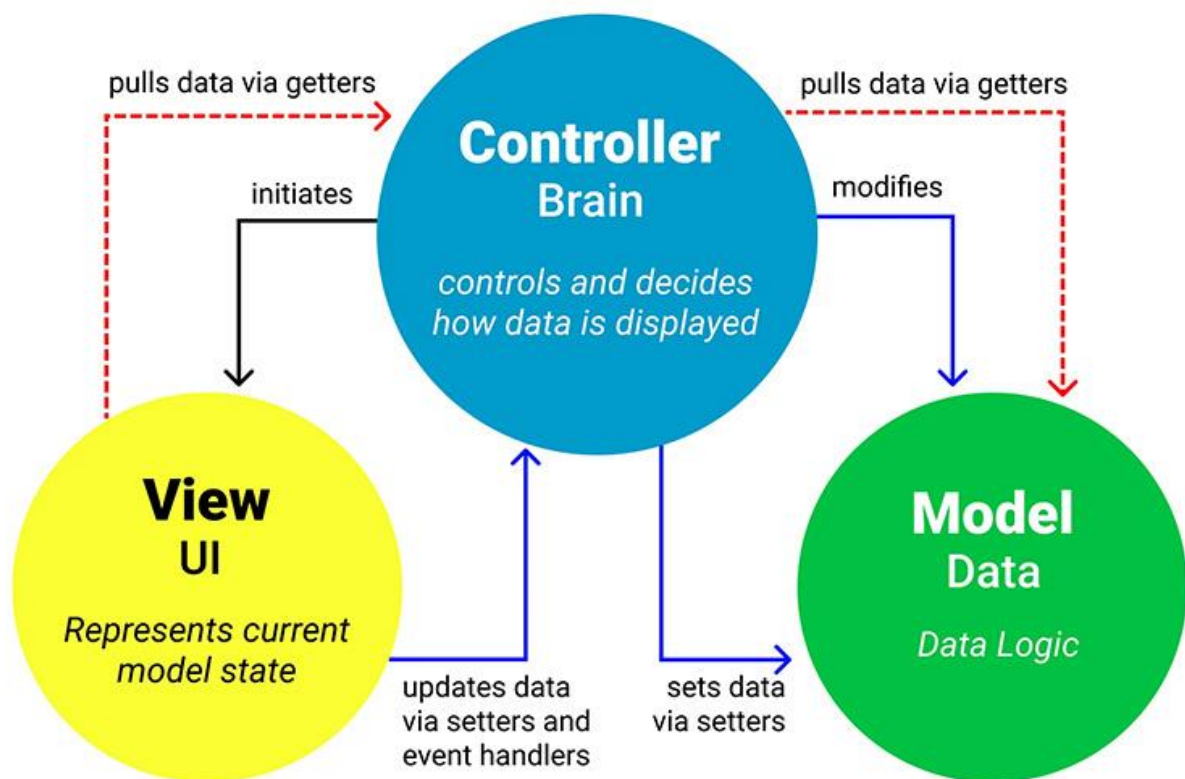 pulls data via getters
pulls data via getters
Controller
Brain
controls and decides
how data is displayed
initiates
modifies
View
UI
Represents current
model state
Model
Data
Data Logic
updates data
via setters and
event handlers
sets data
via setters